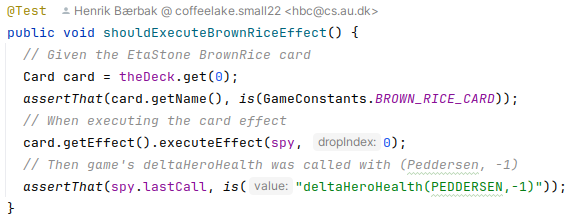 @Test Henrik Bærbak @ coffeelake.small22 <hbc@cs.au.dk>
public void shouldExecuteBrownRiceEffect() {
// Given the EtaStone BrownRice card
Card card = theDeck.get(0);
assertThat(card.getName(), is(GameConstants.BROWN_RICE_CARD));
// When executing the card effect
card.getEffect().executeEffect(spy, dropIndex: 0);
// Then game's deltaHeroHealth was called with (Peddersen, -1)
assertThat(spy.lastCall, is( value: "deltaHeroHealth(PEDDERSEN,-1)"));
}